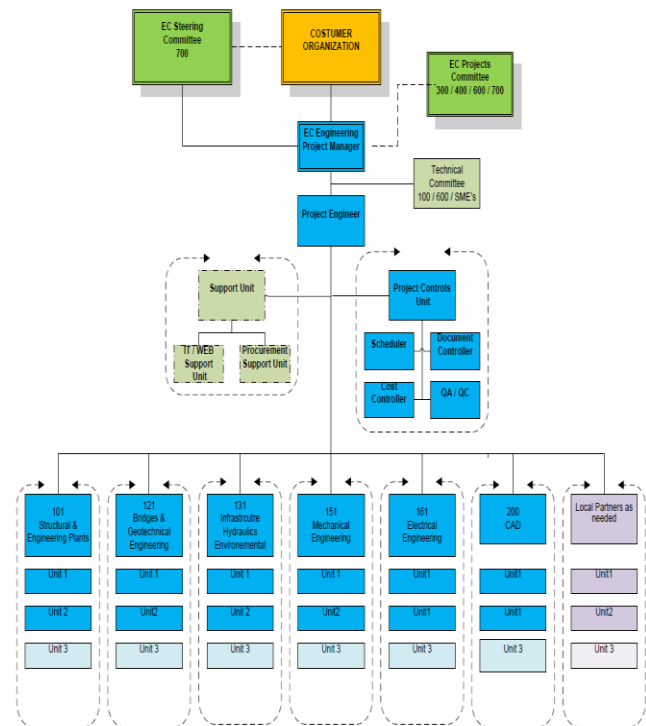 EC Steering
Committee
700
COSTUMER
ORGANIZATION
EC Projects
Committee
300 / 400 / 600 / 700
EC Engineering
Project Manager
Technical
Committee
100 / 600 / SME's
Project Engineer
Support Unit
IT / WEB
Support
Unit
Procurement
Support Unit
Project Controls
Unit
Scheduler
Document
Controller
Cost
Controller
QA / QC
101
Structural &
Engineering Plants
Unit 1
Unit 2
Unit 3
121
Bridges &
Geotechnical
Engineering
Unit 1
Unit2
Unit 3
131
Infrastrcutre
Hydraulics
Environemental
Unit 1
Unit 2
Unit 3
151
Mechanical
Engineering
Unit 1
Unit2
Unit 3
161
Electrical
Engineering
Unit1
Unit1
Unit 3
200
CAD
Unit1
Unit1
Unit 3
Local Partners as
needed
Unit1
Unit2
Unit 3